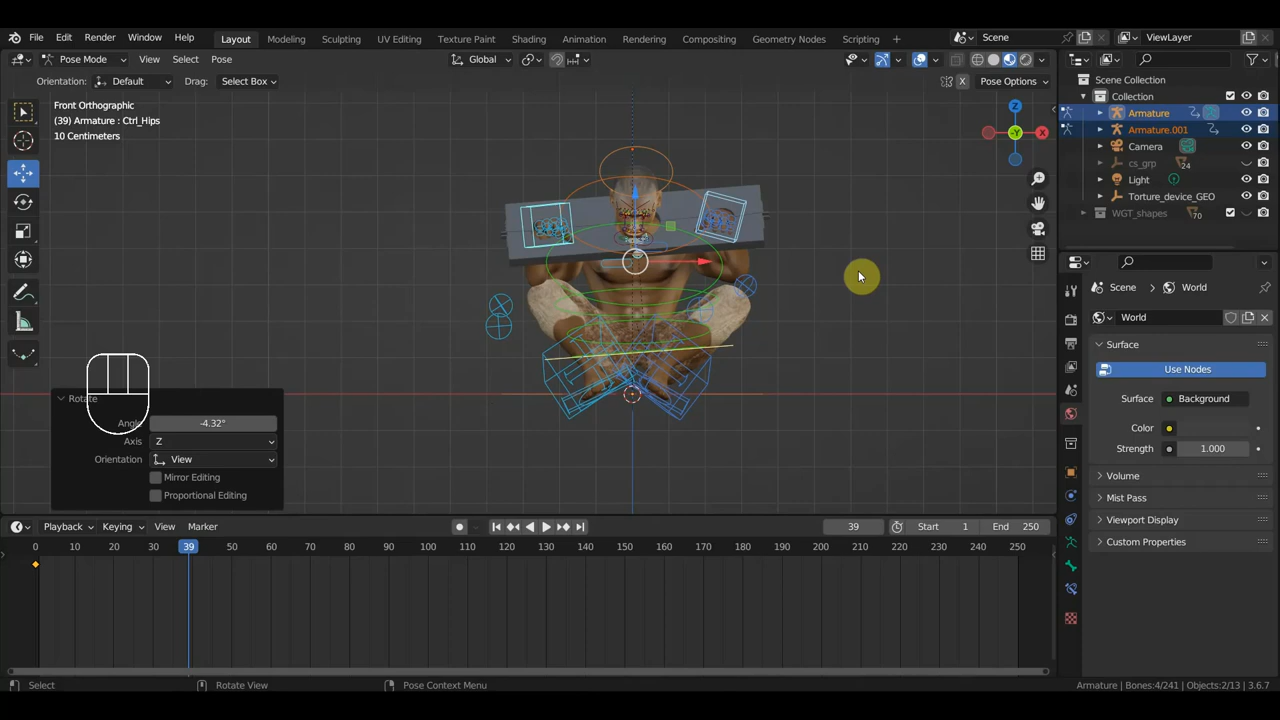 File Edit Render Window Help Layout Modeling Sculpting UV Editing Texture Paint Shading Animation Rendering Compositing Geometry Nodes Scripting + Scene ViewLayer
Pose Mode View Select Pose Global
Orientation: Default Drag: Select Box X Pose Options
Front Orthographic
(39) Armature : Ctrl_Hips
10 Centimeters
Z
-Y
X
Rotate
Angle -4.32°
Axis Z
Orientation View
Mirror Editing
Proportional Editing
Scene Collection
Collection
Armature
Armature.001
Camera
cs_grp 24
Light
Torture_device_GEO
WGT_shapes 70
Scene > World
World
Surface
Use Nodes
Surface Background
Color
Strength 1.000
Volume
Mist Pass
Viewport Display
Custom Properties
Playback Keying View Marker 39 Start 1 End 250
0 10 20 30 39 50 60 70 80 90 100 110 120 130 140 150 160 170 180 190 200 210 220 230 240 250
Select Rotate View Pose Context Menu Armature | Bones:4/241 | Objects:2/13 | 3.6.7